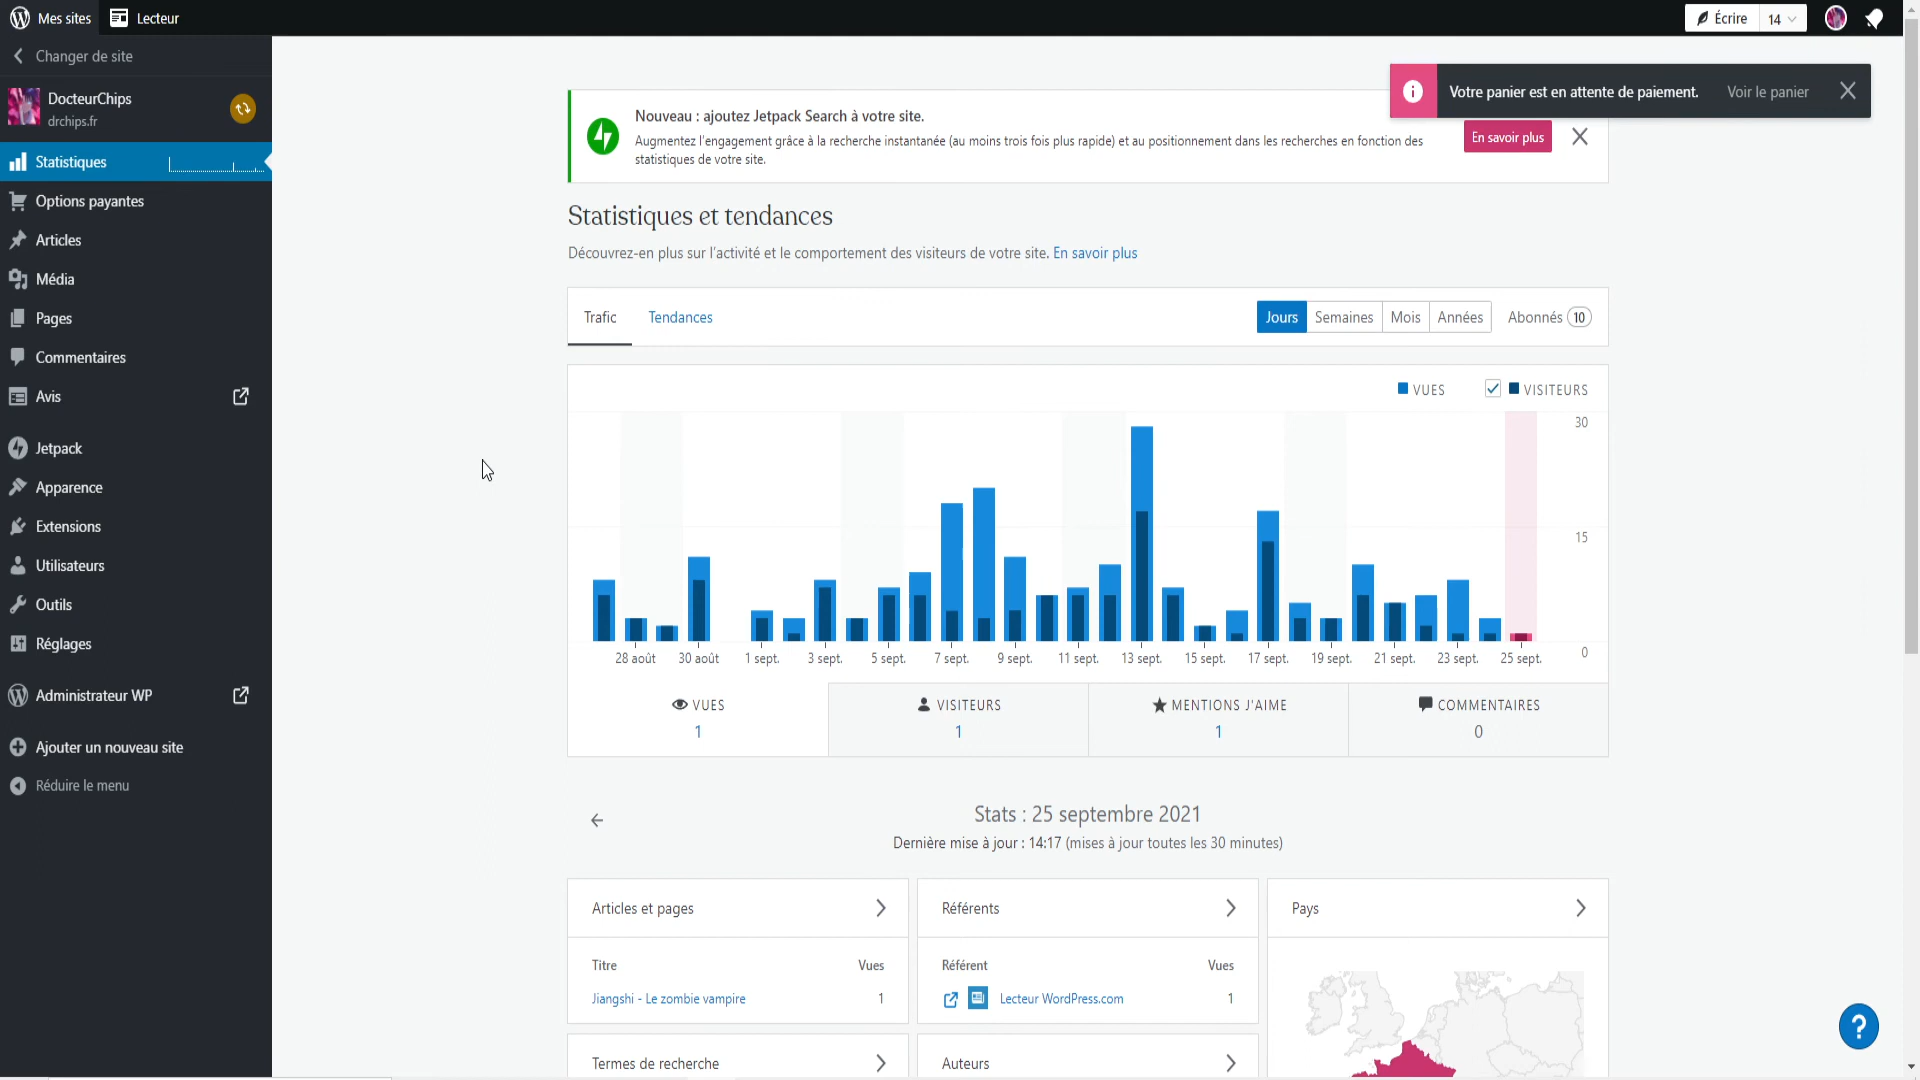 Mes sites
Lecteur
Écrire
14
Changer de site
DocteurChips
drchips.fr
Statistiques
Options payantes
Articles
Média
Pages
Commentaires
Avis
Jetpack
Apparence
Extensions
Utilisateurs
Outils
Réglages
Administrateur WP
Ajouter un nouveau site
Réduire le menu
Votre panier est en attente de paiement.
Voir le panier
Nouveau : ajoutez Jetpack Search à votre site.
Augmentez l'engagement grâce à la recherche instantanée (au moins trois fois plus rapide) et au positionnement dans les recherches en fonction des
statistiques de votre site.
En savoir plus
Statistiques et tendances
Découvrez-en plus sur l'activité et le comportement des visiteurs de votre site. En savoir plus
Trafic
Tendances
Jours
Semaines
Mois
Années
Abonnés 10
VUES
VISITEURS
30
15
0
28 août
30 août
1 sept.
3 sept.
5 sept.
7 sept.
9 sept.
11 sept.
13 sept.
15 sept.
17 sept.
19 sept.
21 sept.
23 sept.
25 sept.
VUES
1
VISITEURS
1
MENTIONS J'AIME
1
COMMENTAIRES
0
Stats : 25 septembre 2021
Dernière mise à jour : 14:17 (mises à jour toutes les 30 minutes)
Articles et pages
Titre
Vues
Jiangshi - Le zombie vampire
1
Référents
Référent
Vues
Lecteur WordPress.com
1
Pays
Termes de recherche
Auteurs
?